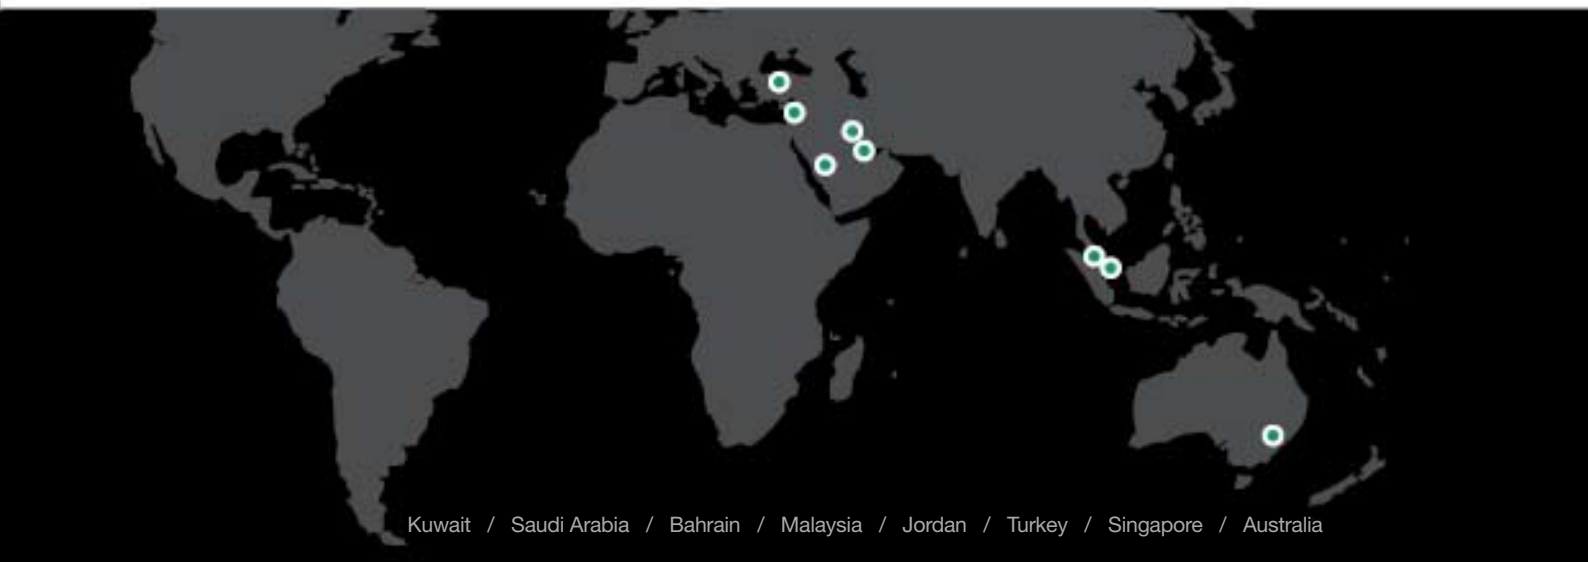 Kuwait / Saudi Arabia / Bahrain / Malaysia / Jordan / Turkey / Singapore / Australia